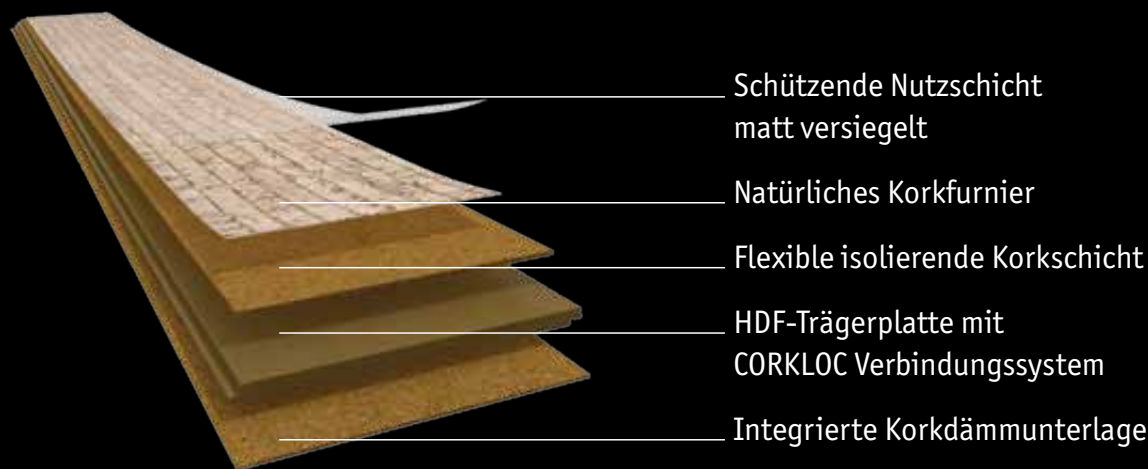 Schützende Nutzschicht
matt versiegelt
Natürliches Korkfurnier
Flexible isolierende Korkschicht
HDF-Trägerplatte mit
CORKLOC Verbindungssystem
Integrierte Korkdämmunterlage